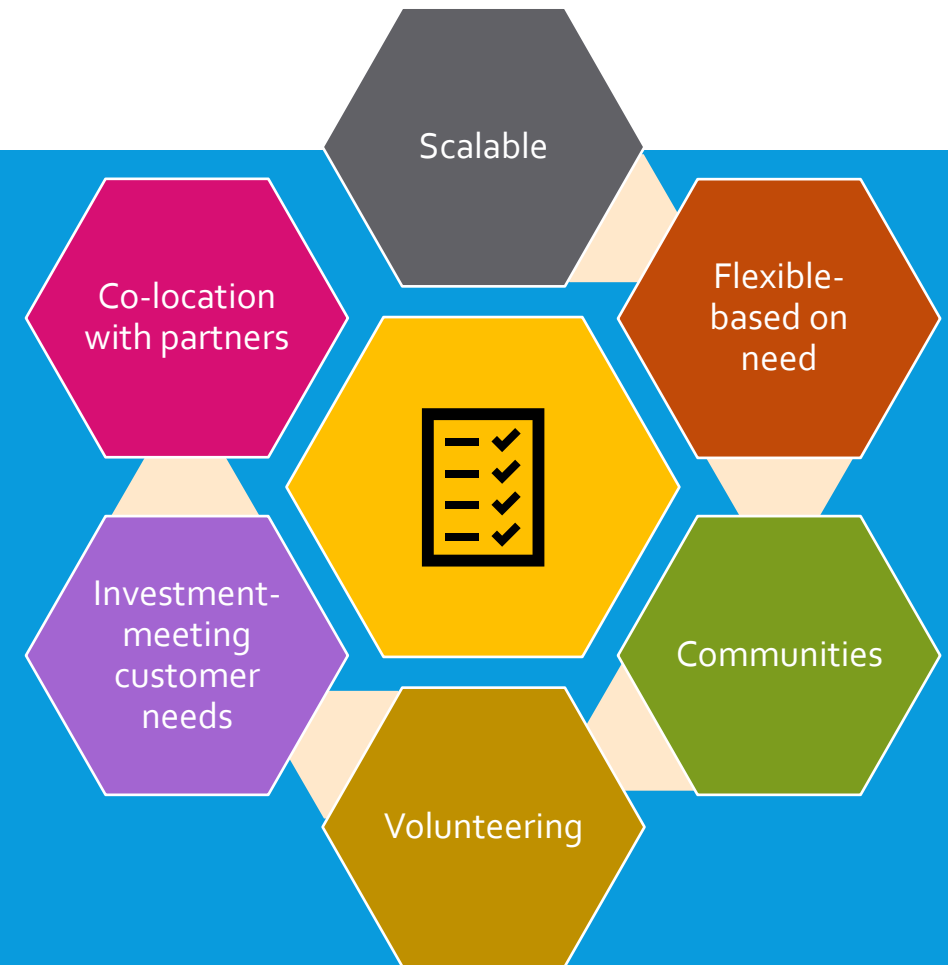 Scalable
Flexible-
based on
need
Communities
Volunteering
Investment-
meeting
customer
needs
Co-location
with partners